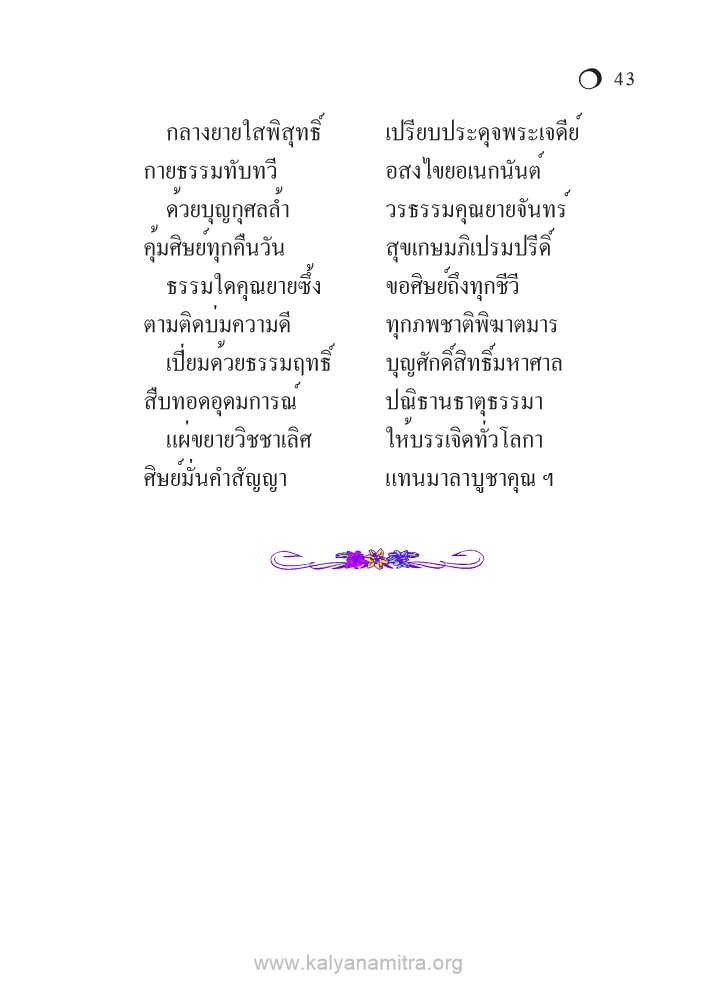 43
กลางยายใสพิสุทธิ์ เปรียบประดุจพระเจดีย์
กายธรรมทับทวี อสงไขยอเนกนันต์
ด้วยบุญกุศลล้ำ วรธรรมคุณยายจันทร์
คุ้มศิษย์ทุกคืนวัน สุขเกษมภิเปรมปรีดิ์
ธรรมใดคุณยายซึ้ง ขอศิษย์ถึงทุกชีวี
ตามติดบ่มความดี ทุกภพชาติพิฆาตมาร
เปี่ยมด้วยธรรมฤทธิ์ บุญศักดิ์สิทธิ์มหาศาล
สืบทอดอุดมการณ์ ปณิธานธาตุธรรมา
แผ่ขยายวิชชาเลิศ ให้บรรเจิดทั่วโลกา
ศิษย์มั่นคำสัญญา แทนมาลาบูชาคุณ ฯ
www.kalyanamitra.org